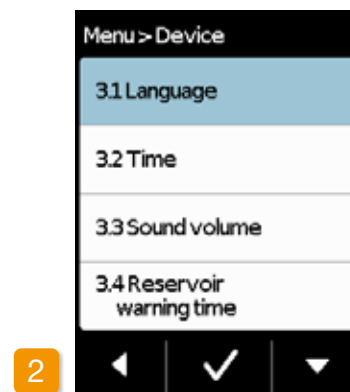 Menu > Device
3.1 Language
3.2 Time
3.3 Sound volume
3.4 Reservoir
warning time
2